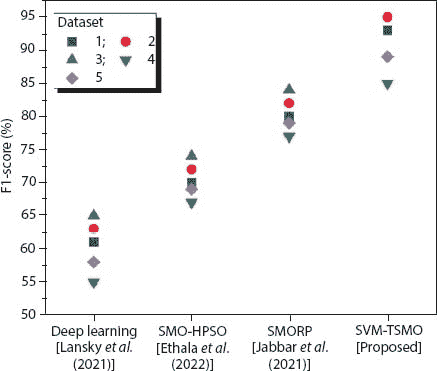 Dataset
1; 2
3; 4
5
F1-score (%)
95
90
85
80
75
70
65
60
55
50
Deep learning
[Lansky et al.
(2021)]
SMO-HPSO
[Ethala et al.
(2022)]
SMORP
[Jabbar et al.
(2021)]
SVM-TSMO
[Proposed]